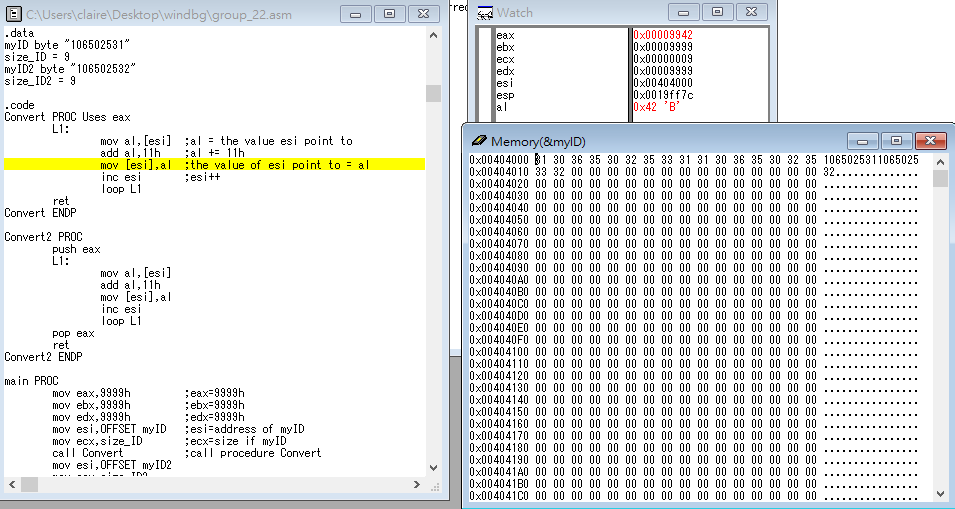 C:\Users\claire\Desktop\windbg\group_22.asm
.data
myID byte "106502531"
size_ID = 9
myID2 byte "106502532"
size_ID2 = 9
.code
Convert PROC Uses eax
L1:
mov al,[esi] ;al = the value esi point to
add al,11h ;al += 11h
mov [esi],al ;the value of esi point to = al
inc esi ;esi++
loop L1
ret
Convert ENDP
Convert2 PROC
push eax
L1:
mov al,[esi]
add al,11h
mov [esi],al
inc esi
loop L1
pop eax
ret
Convert2 ENDP
main PROC
mov eax,9999h ;eax=9999h
mov ebx,9999h ;ebx=9999h
mov edx,9999h ;edx=9999h
mov esi,OFFSET myID ;esi=address of myID
mov ecx,size_ID ;ecx=size if myID
call Convert ;call procedure Convert
mov esi,OFFSET myID2
Watch
eax 0x00009942
ebx 0x00009999
ecx 0x00000009
edx 0x00009999
esi 0x00404000
esp 0x0019ff7c
al 0x42 'B'
Memory(&myID)
0x00404000 31 30 36 35 30 32 35 33 31 31 30 36 35 30 32 35 1065025311065025
0x00404010 33 32 00 00 00 00 00 00 00 00 00 00 00 00 00 00 32..............
0x00404020 00 00 00 00 00 00 00 00 00 00 00 00 00 00 00 00 ................
0x00404030 00 00 00 00 00 00 00 00 00 00 00 00 00 00 00 00 ................
0x00404040 00 00 00 00 00 00 00 00 00 00 00 00 00 00 00 00 ................
0x00404050 00 00 00 00 00 00 00 00 00 00 00 00 00 00 00 00 ................
0x00404060 00 00 00 00 00 00 00 00 00 00 00 00 00 00 00 00 ................
0x00404070 00 00 00 00 00 00 00 00 00 00 00 00 00 00 00 00 ................
0x00404080 00 00 00 00 00 00 00 00 00 00 00 00 00 00 00 00 ................
0x00404090 00 00 00 00 00 00 00 00 00 00 00 00 00 00 00 00 ................
0x004040A0 00 00 00 00 00 00 00 00 00 00 00 00 00 00 00 00 ................
0x004040B0 00 00 00 00 00 00 00 00 00 00 00 00 00 00 00 00 ................
0x004040C0 00 00 00 00 00 00 00 00 00 00 00 00 00 00 00 00 ................
0x004040D0 00 00 00 00 00 00 00 00 00 00 00 00 00 00 00 00 ................
0x004040E0 00 00 00 00 00 00 00 00 00 00 00 00 00 00 00 00 ................
0x004040F0 00 00 00 00 00 00 00 00 00 00 00 00 00 00 00 00 ................
0x00404100 00 00 00 00 00 00 00 00 00 00 00 00 00 00 00 00 ................
0x00404110 00 00 00 00 00 00 00 00 00 00 00 00 00 00 00 00 ................
0x00404120 00 00 00 00 00 00 00 00 00 00 00 00 00 00 00 00 ................
0x00404130 00 00 00 00 00 00 00 00 00 00 00 00 00 00 00 00 ................
0x00404140 00 00 00 00 00 00 00 00 00 00 00 00 00 00 00 00 ................
0x00404150 00 00 00 00 00 00 00 00 00 00 00 00 00 00 00 00 ................
0x00404160 00 00 00 00 00 00 00 00 00 00 00 00 00 00 00 00 ................
0x00404170 00 00 00 00 00 00 00 00 00 00 00 00 00 00 00 00 ................
0x00404180 00 00 00 00 00 00 00 00 00 00 00 00 00 00 00 00 ................
0x00404190 00 00 00 00 00 00 00 00 00 00 00 00 00 00 00 00 ................
0x004041A0 00 00 00 00 00 00 00 00 00 00 00 00 00 00 00 00 ................
0x004041B0 00 00 00 00 00 00 00 00 00 00 00 00 00 00 00 00 ................
0x004041C0 00 00 00 00 00 00 00 00 00 00 00 00 00 00 00 00 ................